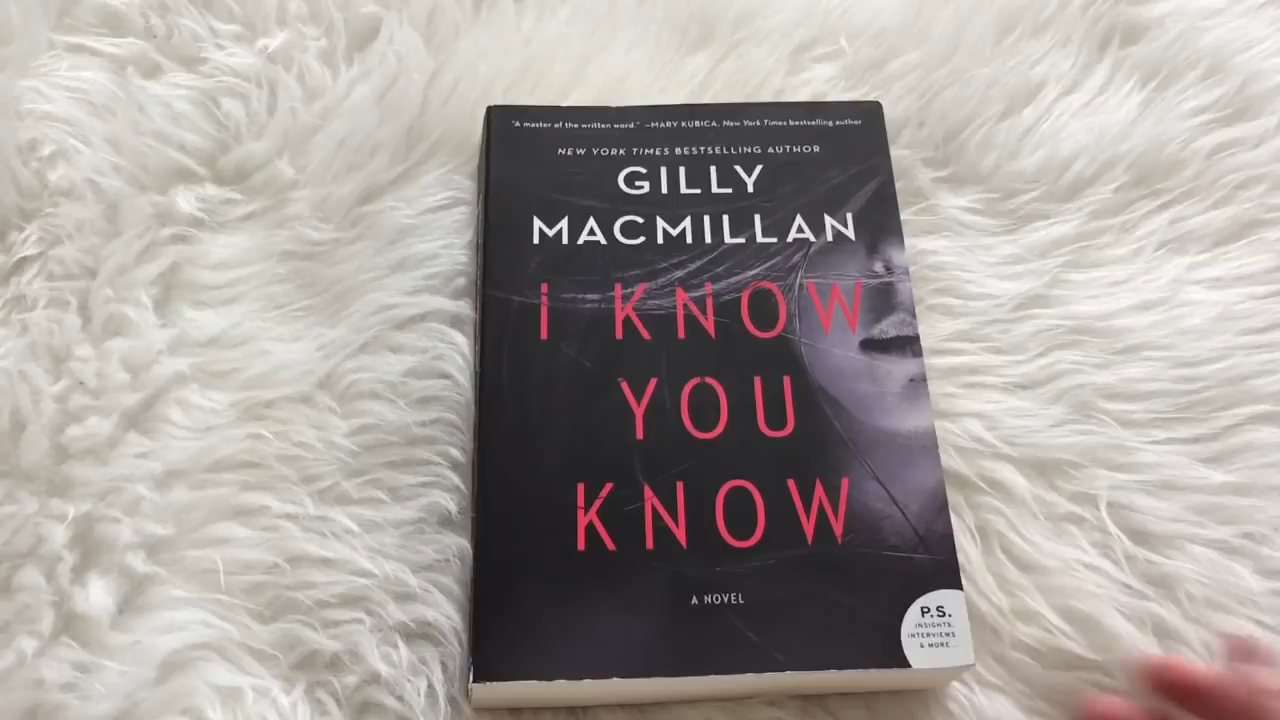 "A master of the written word." —MARY KUBICA, New York Times bestselling author
NEW YORK TIMES BESTSELLING AUTHOR
GILLY
MACMILLAN
I KNOW
YOU
KNOW
A NOVEL
P.S.
INSIGHTS,
INTERVIEWS
& MORE...